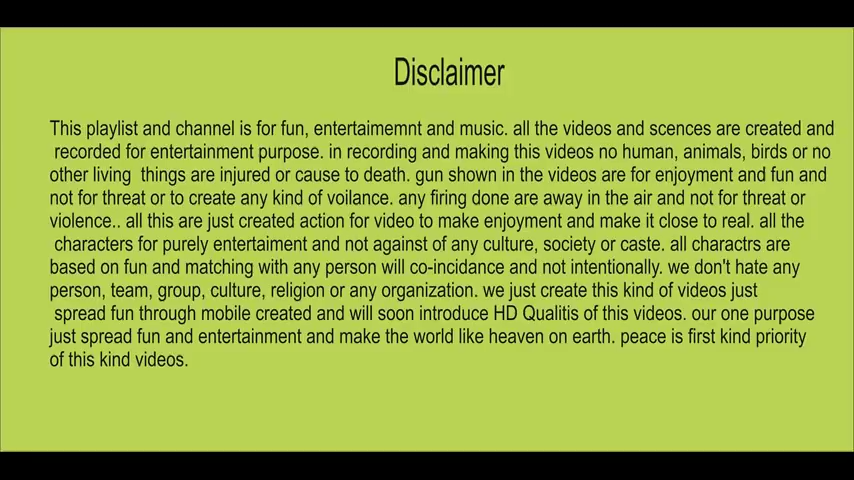 Disclaimer
This playlist and channel is for fun, entertaimemnt and music. all the videos and scences are created and
recorded for entertainment purpose. in recording and making this videos no human, animals, birds or no
other living things are injured or cause to death. gun shown in the videos are for enjoyment and fun and
not for threat or to create any kind of voilance. any firing done are away in the air and not for threat or
violence.. all this are just created action for video to make enjoyment and make it close to real. all the
characters for purely entertaiment and not against of any culture, society or caste. all charactrs are
based on fun and matching with any person will co-incidance and not intentionally. we don't hate any
person, team, group, culture, religion or any organization. we just create this kind of videos just
spread fun through mobile created and will soon introduce HD Qualitis of this videos. our one purpose
just spread fun and entertainment and make the world like heaven on earth. peace is first kind priority
of this kind videos.